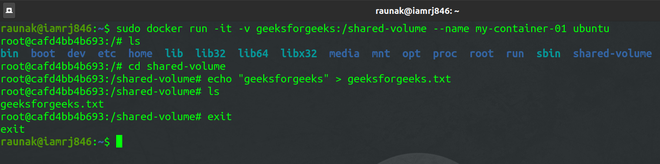 raunak@iamrj846: ~
raunak@iamrj846:~$ sudo docker run -it -v geeksforgeeks:/shared-volume --name my-container-01 ubuntu
root@cafd4bb4b693:/# ls
bin boot dev etc home lib lib32 lib64 libx32 media mnt opt proc root run sbin shared-volume
root@cafd4bb4b693:/# cd shared-volume
root@cafd4bb4b693:/shared-volume# echo "geeksforgeeks" > geeksforgeeks.txt
root@cafd4bb4b693:/shared-volume# ls
geeksforgeeks.txt
root@cafd4bb4b693:/shared-volume# exit
exit
raunak@iamrj846:~$